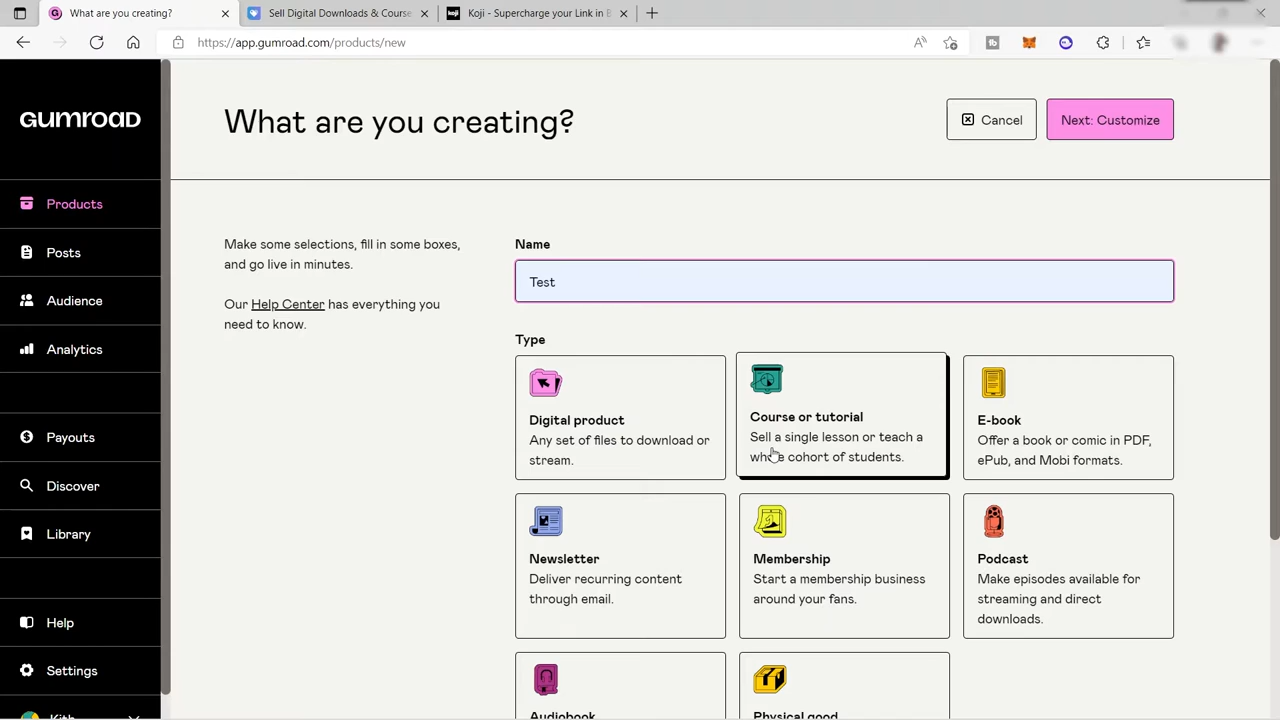 What are you creating?
Sell Digital Downloads & Course
Koji - Supercharge your Link in B
https://app.gumroad.com/products/new
GUMROAD
Products
Posts
Audience
Analytics
Payouts
Discover
Library
Help
Settings
What are you creating?
Cancel
Next: Customize
Make some selections, fill in some boxes,
and go live in minutes.
Our Help Center has everything you
need to know.
Name
Test
Type
Digital product
Any set of files to download or
stream.
Course or tutorial
Sell a single lesson or teach a
whole cohort of students.
E-book
Offer a book or comic in PDF,
ePub, and Mobi formats.
Newsletter
Deliver recurring content
through email.
Membership
Start a membership business
around your fans.
Podcast
Make episodes available for
streaming and direct
downloads.
Audiobook
Physical good